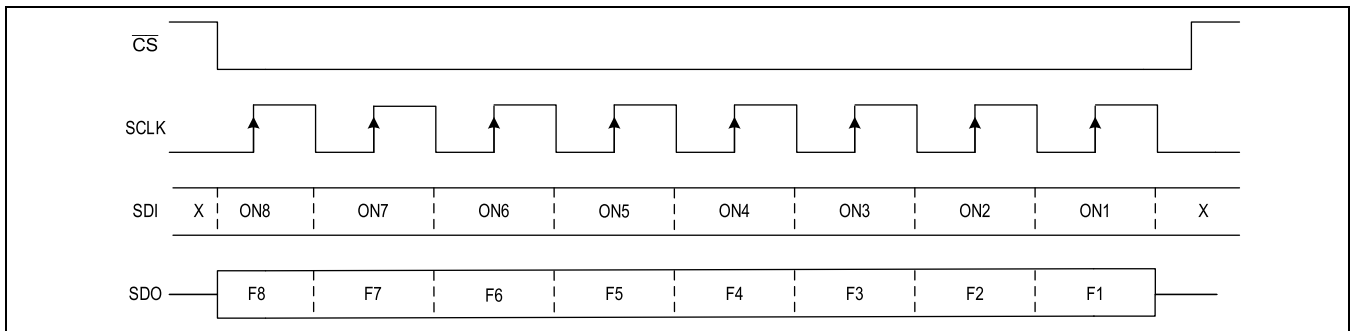 CS
SCLK
SDI X ON8 ON7 ON6 ON5 ON4 ON3 ON2 ON1 X
SDO F8 F7 F6 F5 F4 F3 F2 F1